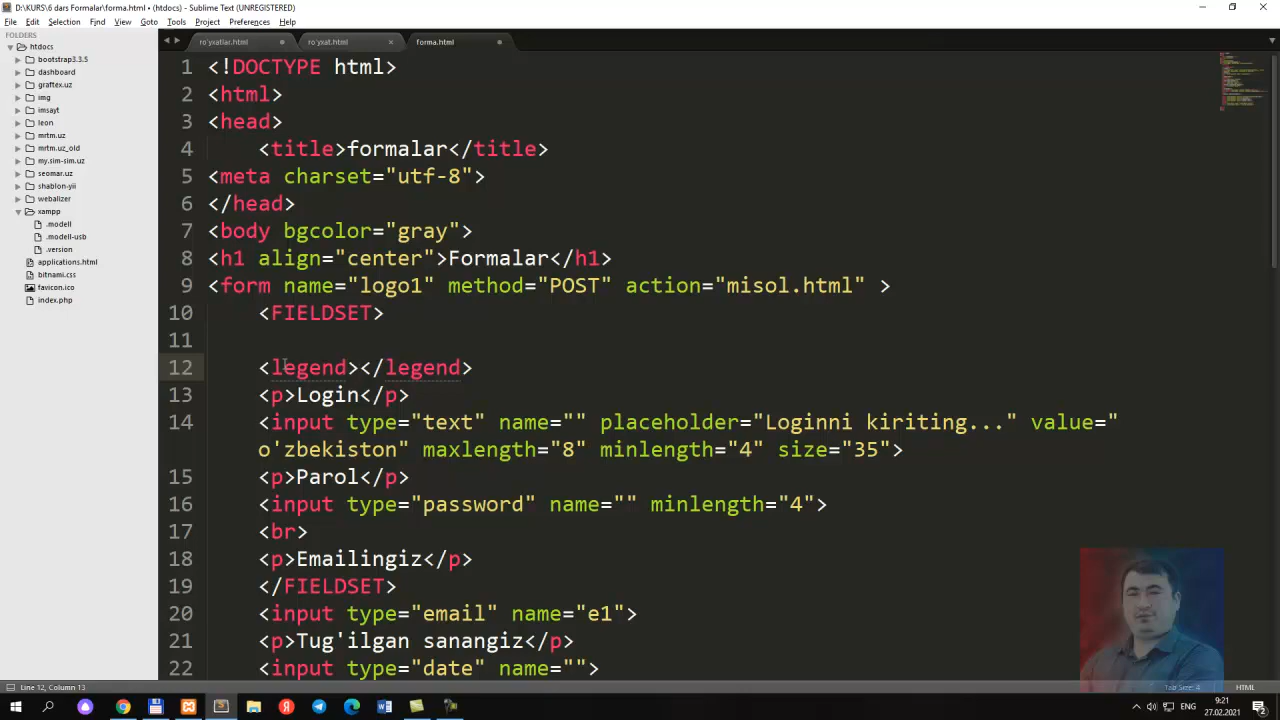 D:\KURS\6 dars Formalar\forma.html • (htdocs) - Sublime Text (UNREGISTERED)
File Edit Selection Find View Goto Tools Project Preferences Help
FOLDERS
htdocs
bootstrap3.3.5
dashboard
graftex.uz
img
imsayt
leon
mrtm.uz
mrtm.uz_old
my.sim-sim.uz
seomar.uz
shablon-yii
webalizer
xampp
.modell
.modell-usb
.version
applications.html
bitnami.css
favicon.ico
index.php
ro'yxatlar.html ro'yxat.html forma.html
1 <!DOCTYPE html>
2 <html>
3 <head>
4 <title>formalar</title>
5 <meta charset="utf-8">
6 </head>
7 <body bgcolor="gray">
8 <h1 align="center">Formalar</h1>
9 <form name="logo1" method="POST" action="misol.html" >
10 <FIELDSET>
11
12 <legend></legend>
13 <p>Login</p>
14 <input type="text" name="" placeholder="Loginni kiriting..." value="
o'zbekiston" maxlength="8" minlength="4" size="35">
15 <p>Parol</p>
16 <input type="password" name="" minlength="4">
17 <br>
18 <p>Emailingiz</p>
19 </FIELDSET>
20 <input type="email" name="e1">
21 <p>Tug'ilgan sanangiz</p>
22 <input type="date" name="">
Line 12, Column 13 Tab Size: 4 HTML
ENG 9:21
27.02.2021